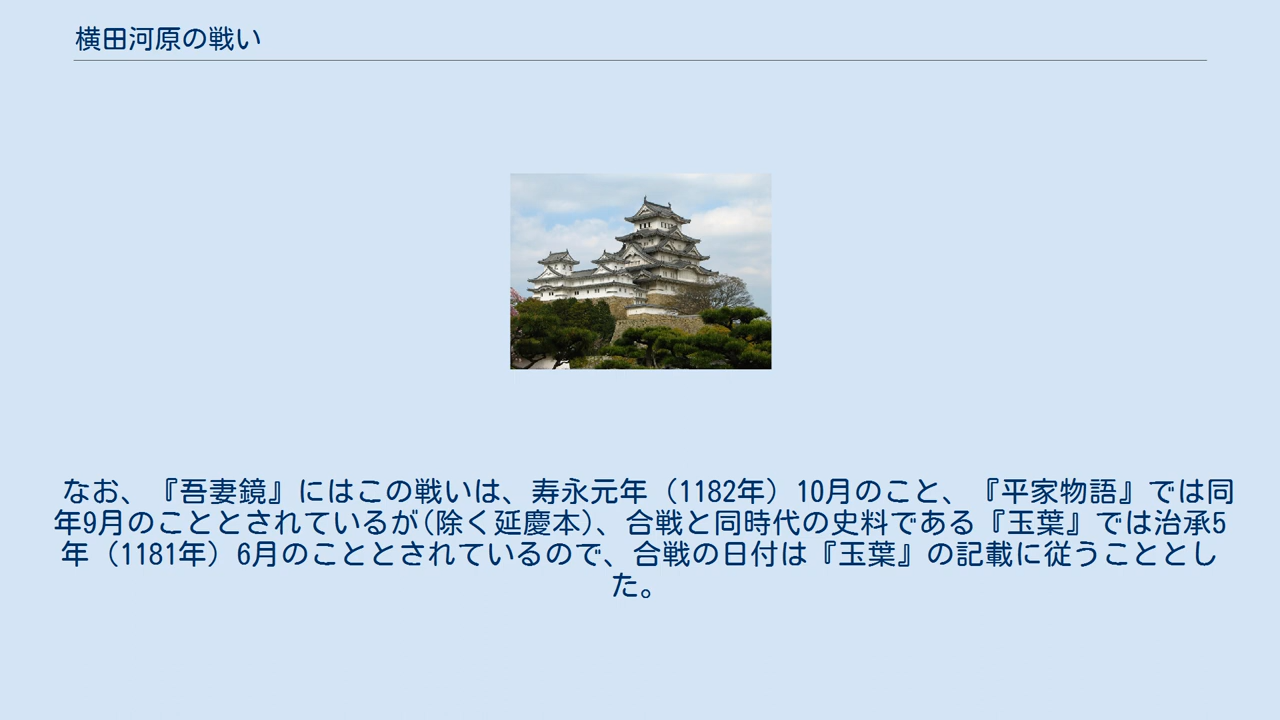 横田河原の戦い
なお、『吾妻鏡』にはこの戦いは、寿永元年（1182年）10月のこと、『平家物語』では同
年9月のこととされているが(除く延慶本)、合戦と同時代の史料である『玉葉』では治承5
年（1181年）6月のこととされているので、合戦の日付は『玉葉』の記載に従うこととし
た。